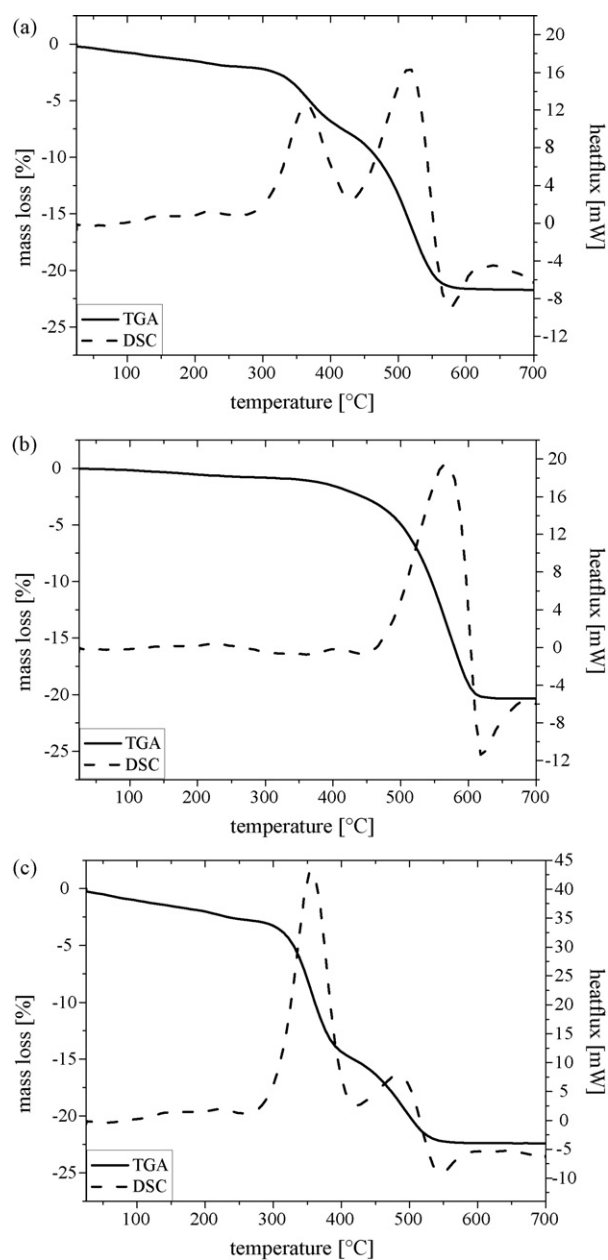 (a)
0
-5
-10
-15
-20
-25
mass loss [%]
20
16
12
8
4
0
-4
-8
-12
heatflux [mW]
TGA
DSC
100 200 300 400 500 600 700
temperature [°C]
(b)
0
-5
-10
-15
-20
-25
mass loss [%]
20
16
12
8
4
0
-4
-8
-12
heatflux [mW]
TGA
DSC
100 200 300 400 500 600 700
temperature [°C]
(c)
0
-5
-10
-15
-20
-25
mass loss [%]
45
40
35
30
25
20
15
10
5
0
-5
-10
heatflux [mW]
TGA
DSC
100 200 300 400 500 600 700
temperature [°C]